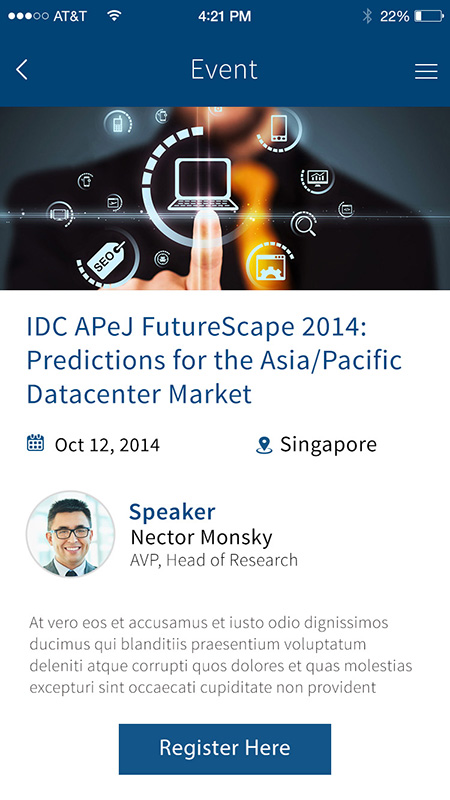 AT&T 4:21 PM 22%
Event
SEO
IDC APeJ FutureScape 2014:
Predictions for the Asia/Pacific
Datacenter Market
Oct 12, 2014 Singapore
Speaker
Nector Monsky
AVP, Head of Research
At vero eos et accusamus et iusto odio dignissimos
ducimus qui blanditiis praesentium voluptatum
deleniti atque corrupti quos dolores et quas molestias
excepturi sint occaecati cupiditate non provident
Register Here